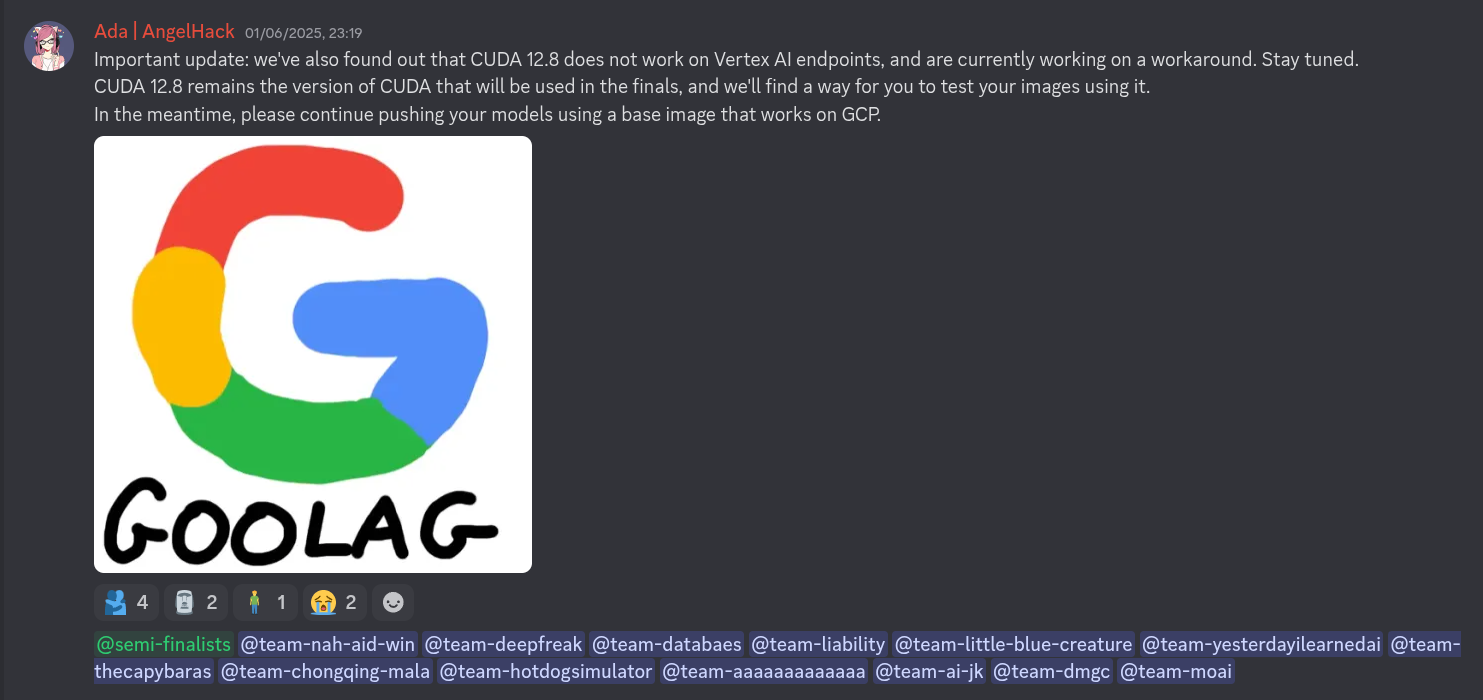 Ada | AngelHack 01/06/2025, 23:19
Important update: we've also found out that CUDA 12.8 does not work on Vertex AI endpoints, and are currently working on a workaround. Stay tuned.
CUDA 12.8 remains the version of CUDA that will be used in the finals, and we'll find a way for you to test your images using it.
In the meantime, please continue pushing your models using a base image that works on GCP.
GOOLAG
4 2 1 2
@semi-finalists @team-nah-aid-win @team-deepfreak @team-databaes @team-liability @team-little-blue-creature @team-yesterdayilearnedai @team-
thecapybaras @team-chongqing-mala @team-hotdogsimulator @team-aaaaaaaaaaaaa @team-ai-jk @team-dmgc @team-moai